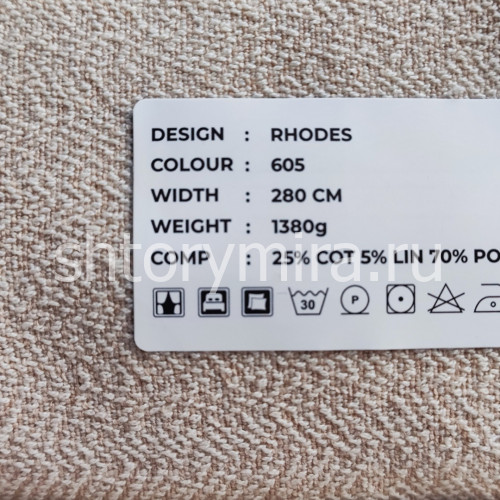 DESIGN : RHODES
COLOUR : 605
WIDTH : 280 CM
WEIGHT : 1380g
shtorymira.ru
COMP : 25% COT 5% LIN 70% PO
30 P